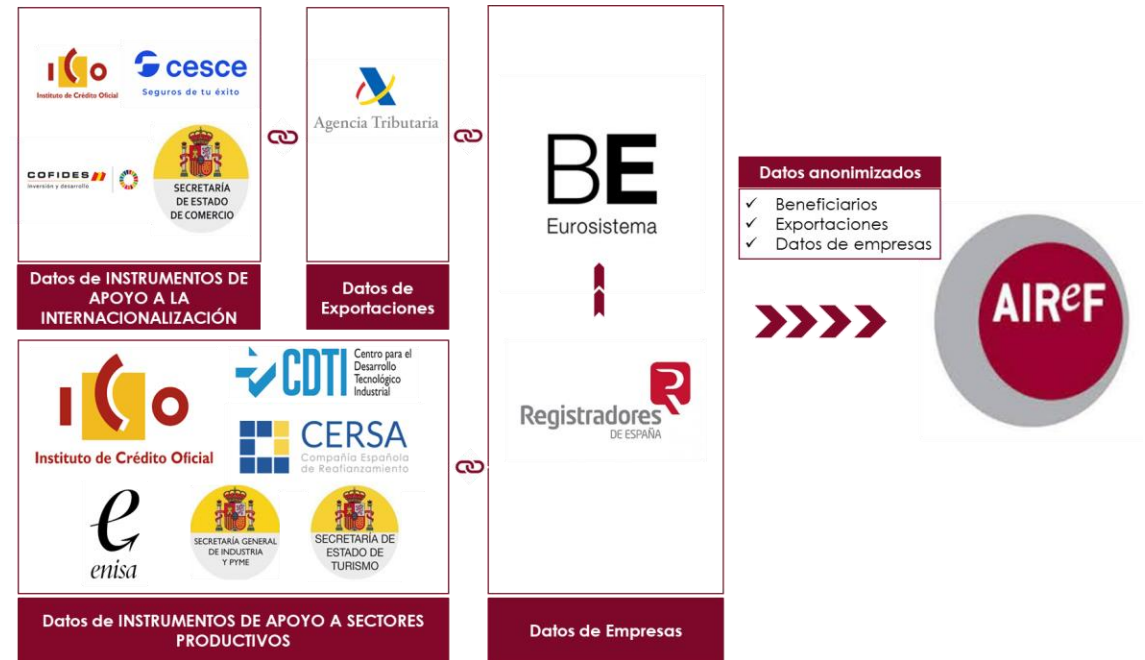 ICO
Instituto de Crédito Oficial
cesce
Seguros de tu éxito
COFIDES
Inversión y desarrollo
SECRETARÍA
DE ESTADO
DE COMERCIO
Datos de INSTRUMENTOS DE
APOYO A LA
INTERNACIONALIZACIÓN
Agencia Tributaria
Datos de
Exportaciones
ICO
Instituto de Crédito Oficial
CDTI
Centro para el
Desarrollo
Tecnológico
Industrial
CERSA
Compañía Española
de Reafianzamiento
e
enisa
SECRETARÍA GENERAL
DE INDUSTRIA
Y PYME
SECRETARÍA DE
ESTADO DE
TURISMO
Datos de INSTRUMENTOS DE APOYO A SECTORES
PRODUCTIVOS
BE
Eurosistema
Registradores
DE ESPAÑA
R
Datos de Empresas
Datos anonimizados
✓ Beneficiarios
✓ Exportaciones
✓ Datos de empresas
AIReF